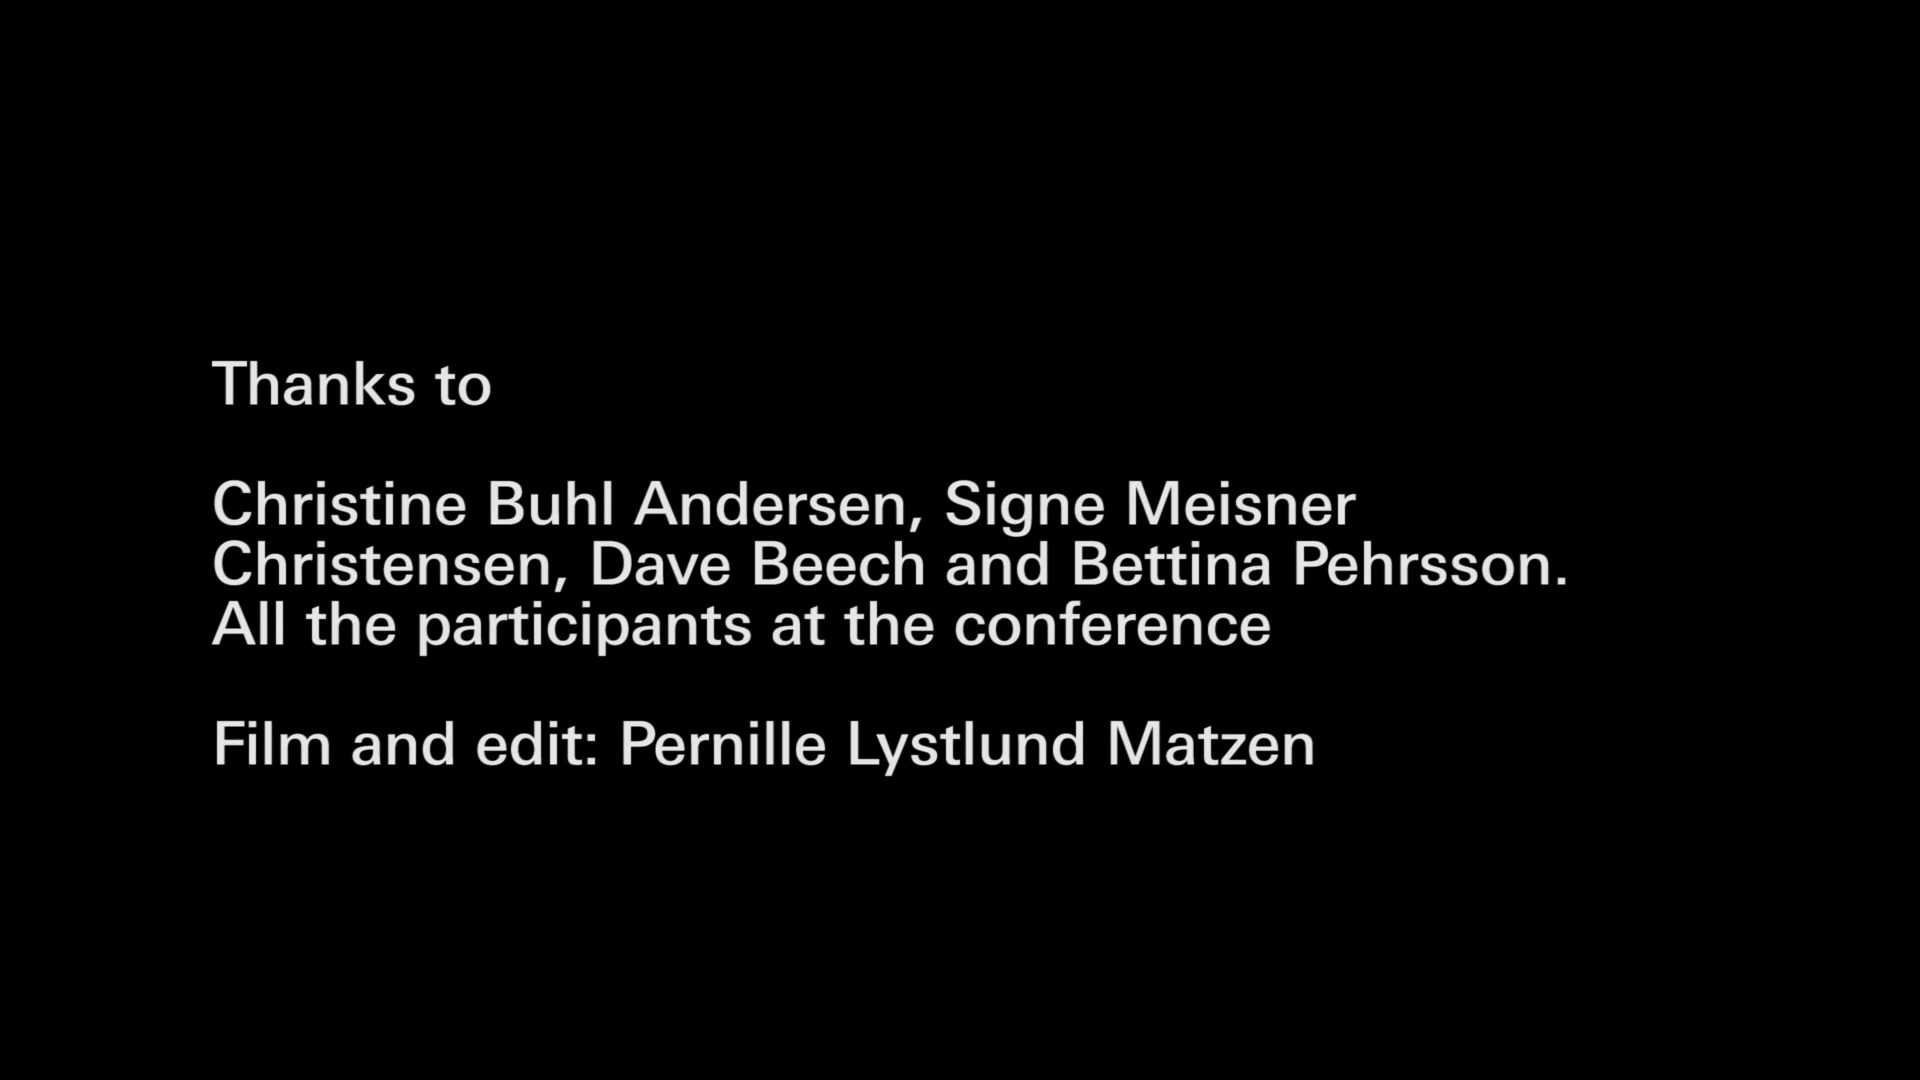 Thanks to
Christine Buhl Andersen, Signe Meisner
Christensen, Dave Beech and Bettina Pehrsson.
All the participants at the conference
Film and edit: Pernille Lystlund Matzen